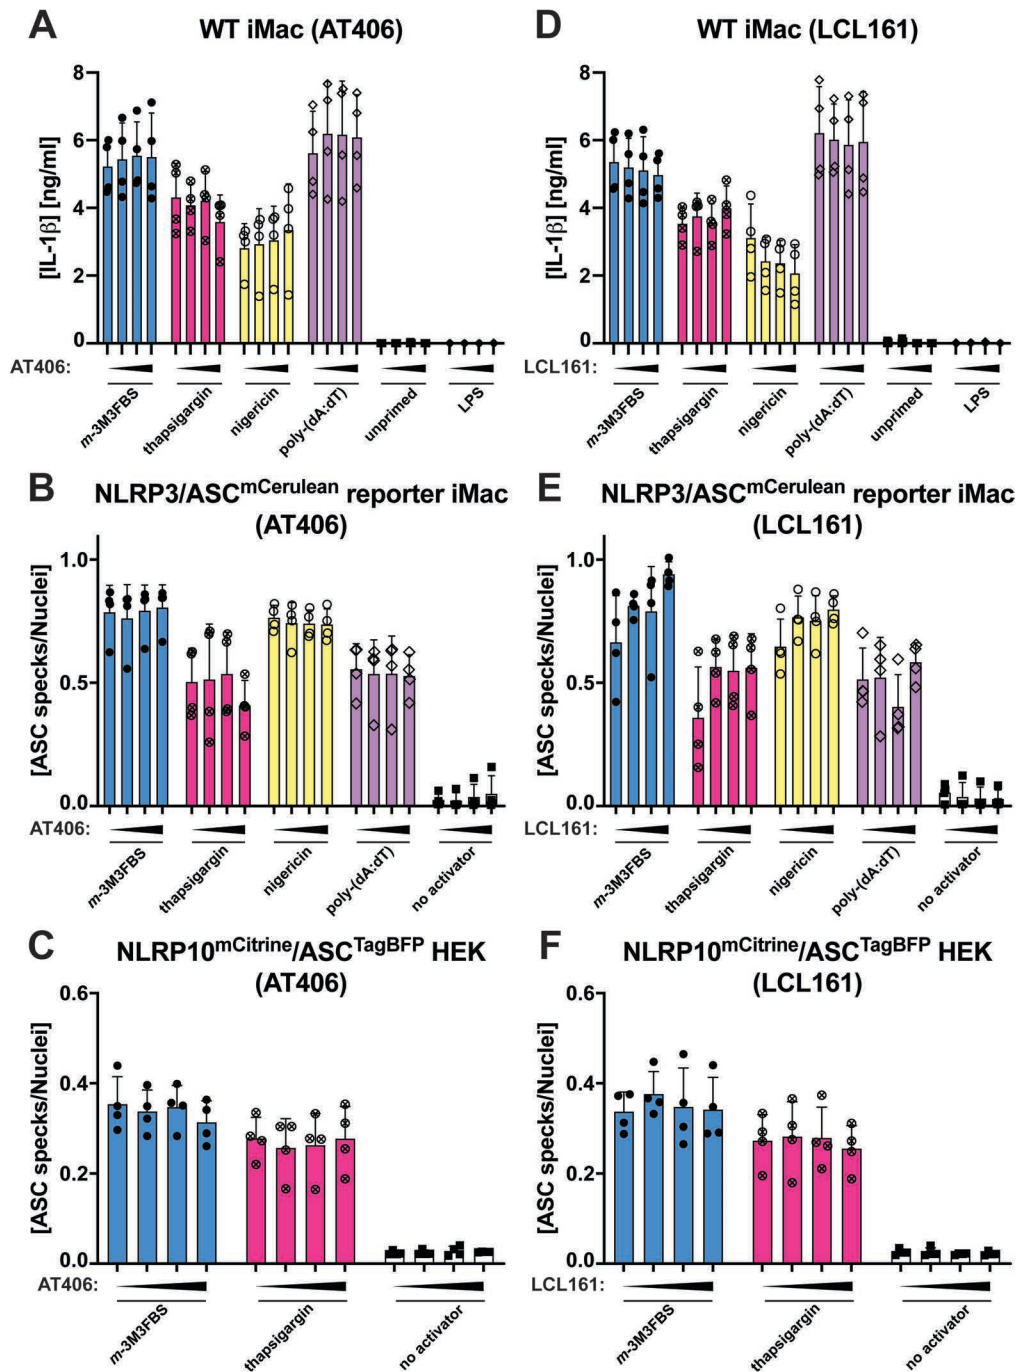 A
WT iMac (AT406)
[IL-1β] [ng/ml]
8
6
4
2
0
AT406:
m-3M3FBS
thapsigargin
nigericin
poly-(dA:dT)
unprimed
LPS
D
WT iMac (LCL161)
[IL-1β] [ng/ml]
8
6
4
2
0
LCL161:
m-3M3FBS
thapsigargin
nigericin
poly-(dA:dT)
unprimed
LPS
B
NLRP3/ASCmCerulean reporter iMac
(AT406)
[ASC specks/Nuclei]
1.0
0.5
0.0
AT406:
m-3M3FBS
thapsigargin
nigericin
poly-(dA:dT)
no activator
E
NLRP3/ASCmCerulean reporter iMac
(LCL161)
[ASC specks/Nuclei]
1.0
0.5
0.0
LCL161:
m-3M3FBS
thapsigargin
nigericin
poly-(dA:dT)
no activator
C
NLRP10mCitrine/ASCTagBFP HEK
(AT406)
[ASC specks/Nuclei]
0.6
0.4
0.2
0.0
AT406:
m-3M3FBS
thapsigargin
no activator
F
NLRP10mCitrine/ASCTagBFP HEK
(LCL161)
[ASC specks/Nuclei]
0.6
0.4
0.2
0.0
LCL161:
m-3M3FBS
thapsigargin
no activator